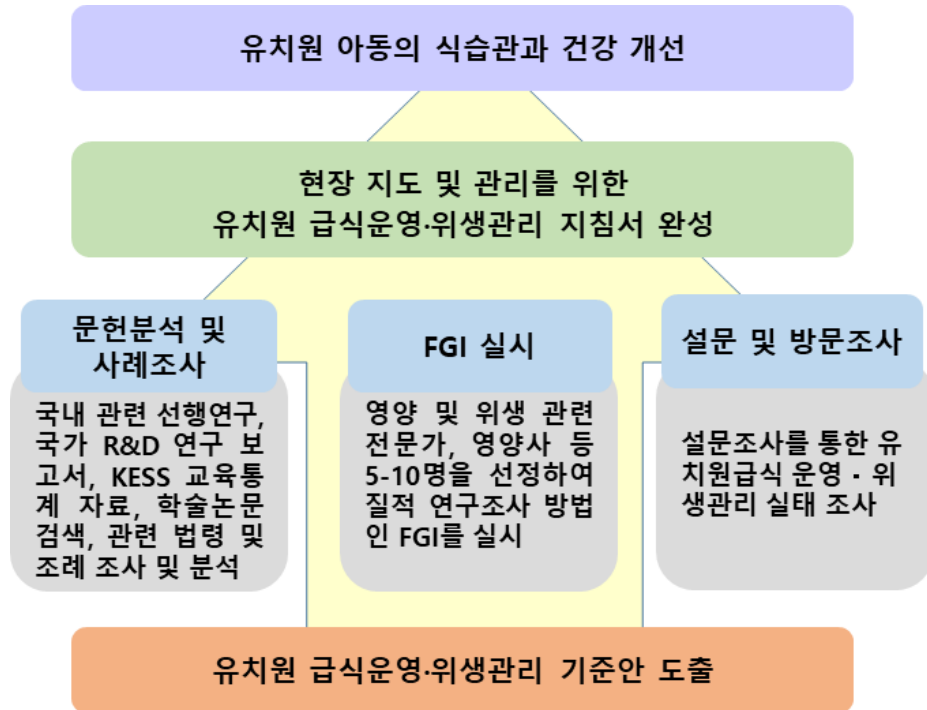 유치원 아동의 식습관과 건강 개선
현장 지도 및 관리를 위한
유치원 급식운영·위생관리 지침서 완성
문헌분석 및
사례조사
국내 관련 선행연구,
국가 R&D 연구 보
고서, KESS 교육통
계 자료, 학술논문
검색, 관련 법령 및
조례 조사 및 분석
FGI 실시
영양 및 위생 관련
전문가, 영양사 등
5-10명을 선정하여
질적 연구조사 방법
인 FGI를 실시
설문 및 방문조사
설문조사를 통한 유
치원급식 운영·위
생관리 실태 조사
유치원 급식운영·위생관리 기준안 도출